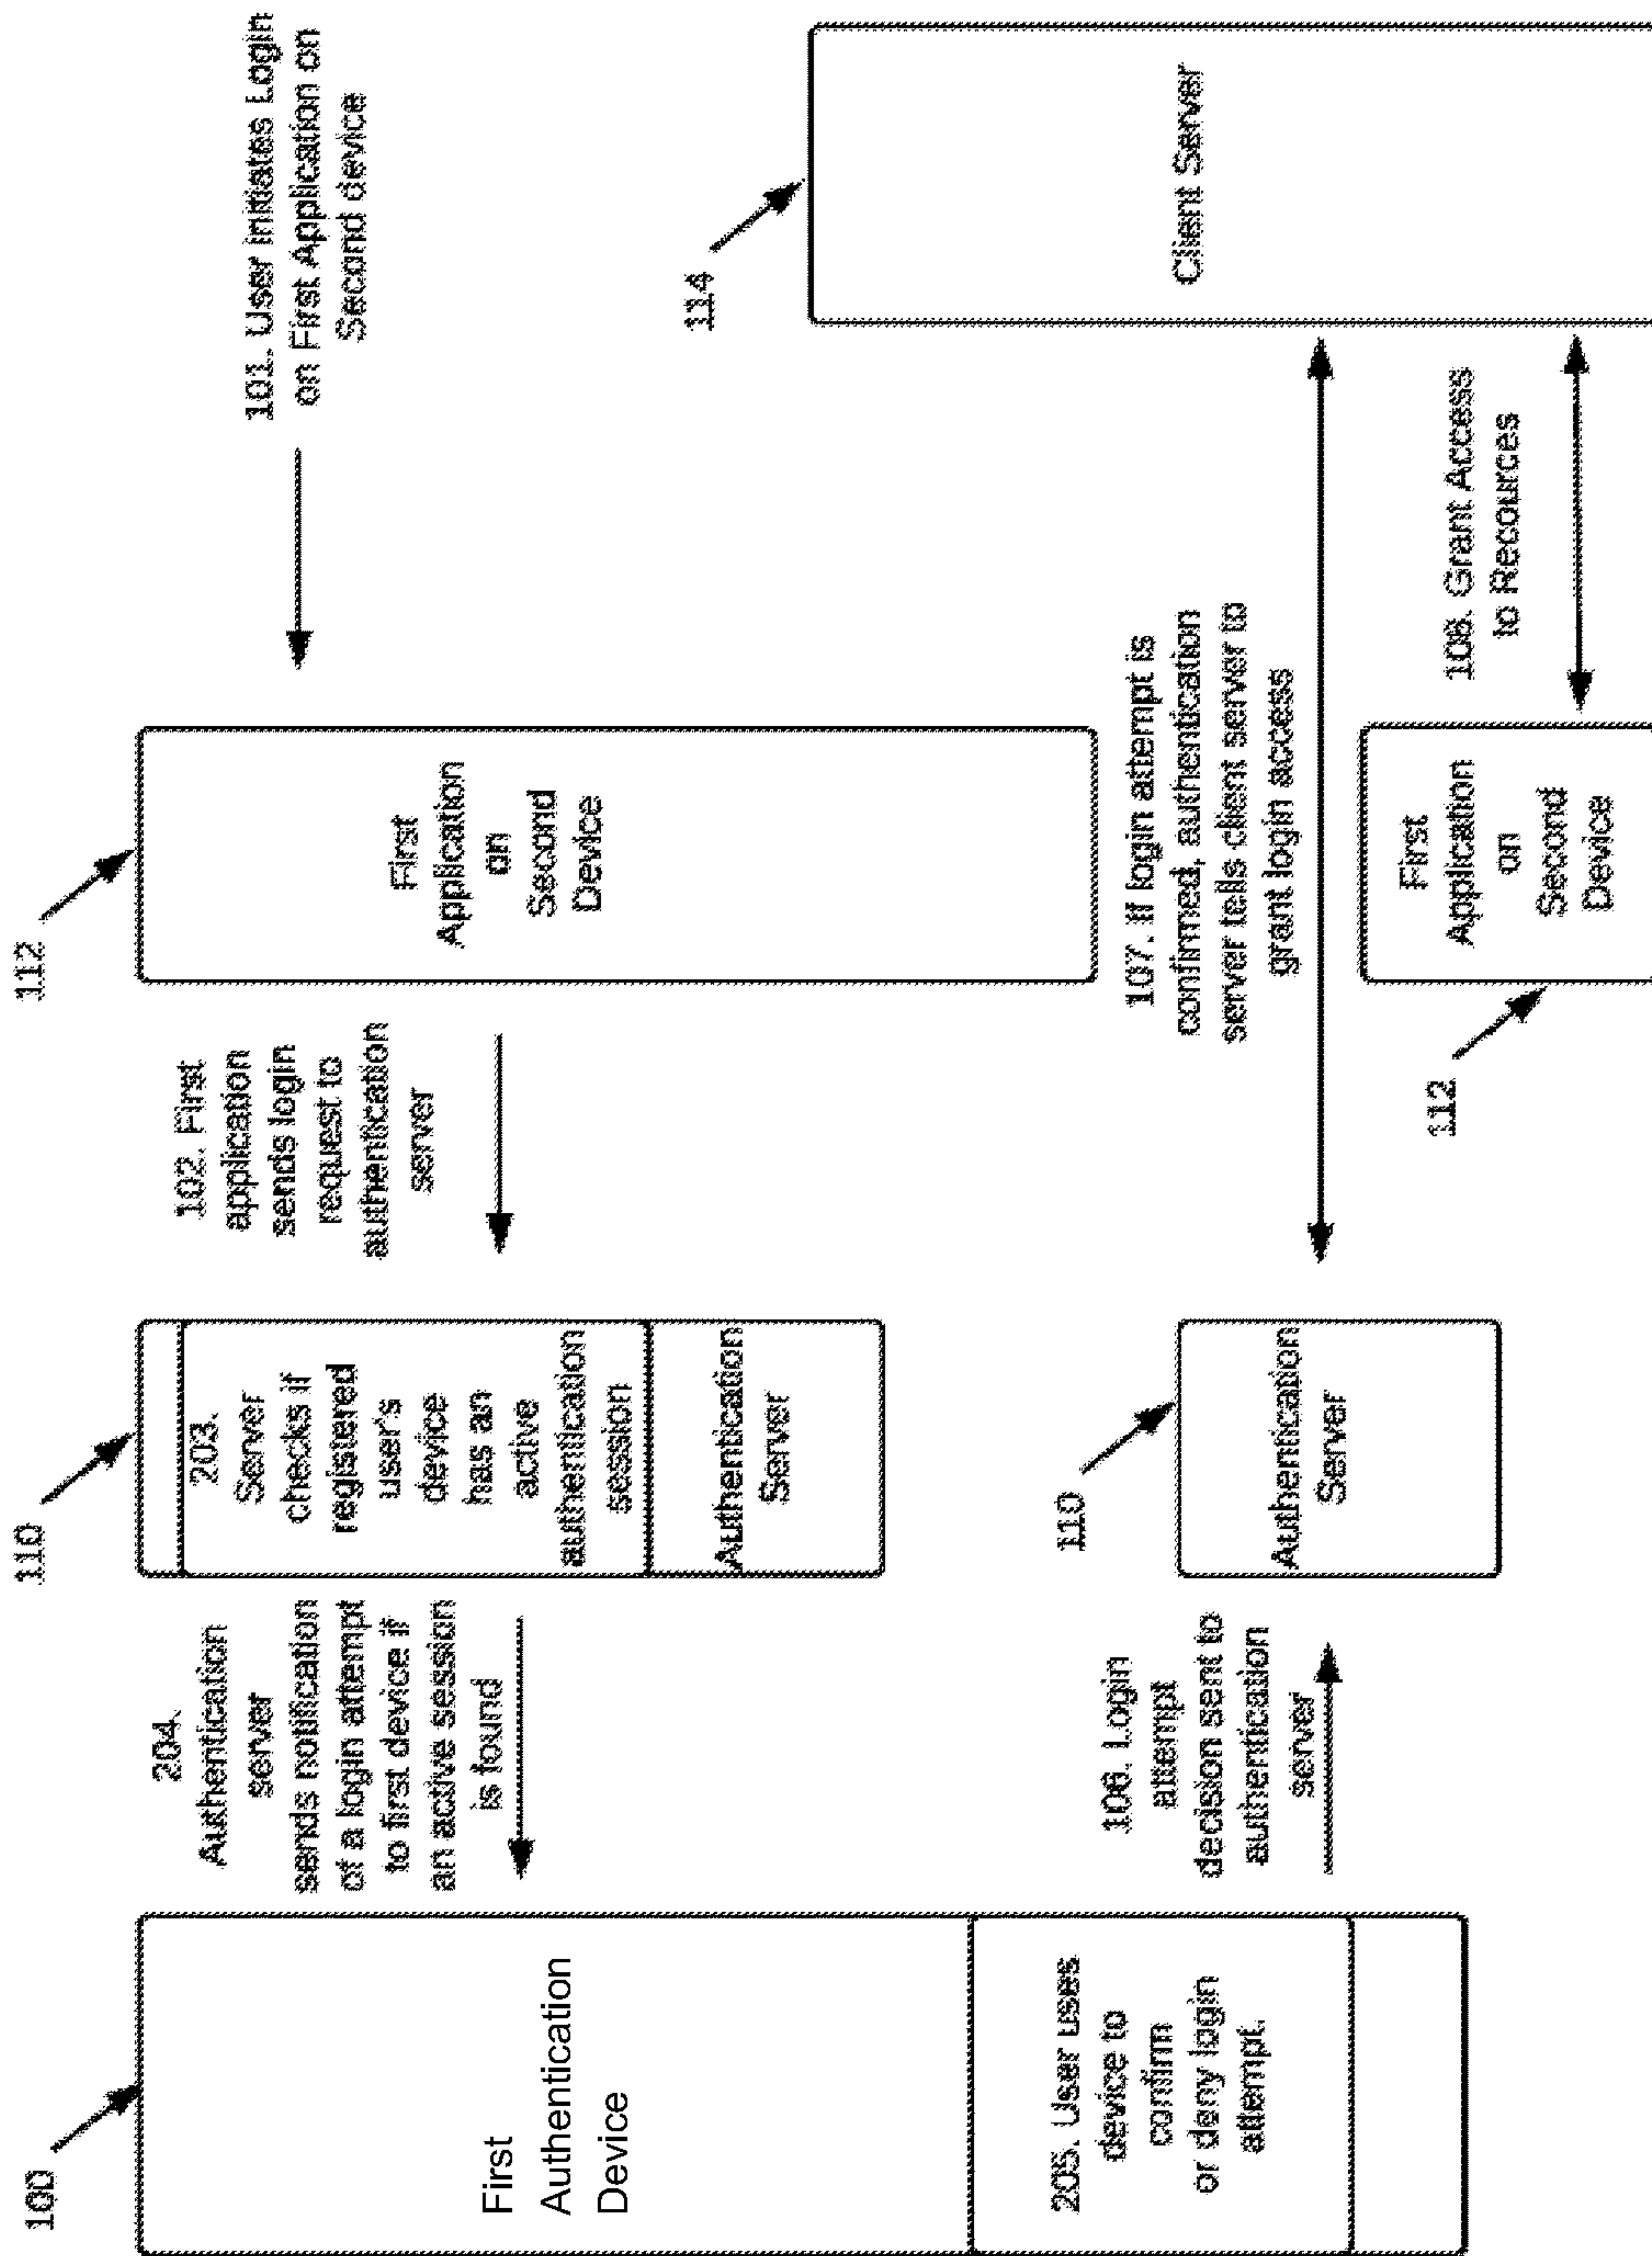 100
First
Authentication
Device
205. User uses
device to
confirm
or deny login
attempt.
204.
Authentication
server
sends notification
of a login attempt
to first device if
an active session
is found
106. Login
attempt
decision sent to
authentication
server
110
203.
Server
checks if
registered
user's
device
has an
active
authentication
session
Authentication
Server
110
Authentication
Server
102. First
application
sends login
request to
authentication
server
112
First
Application
on
Second
Device
107. If login attempt is
confirmed, authentication
server tells client server to
grant login access
112
First
Application
on
Second
Device
101. User Initiates Login
on First Application on
Second device
114
Client Server
108. Grant Access
to Recources